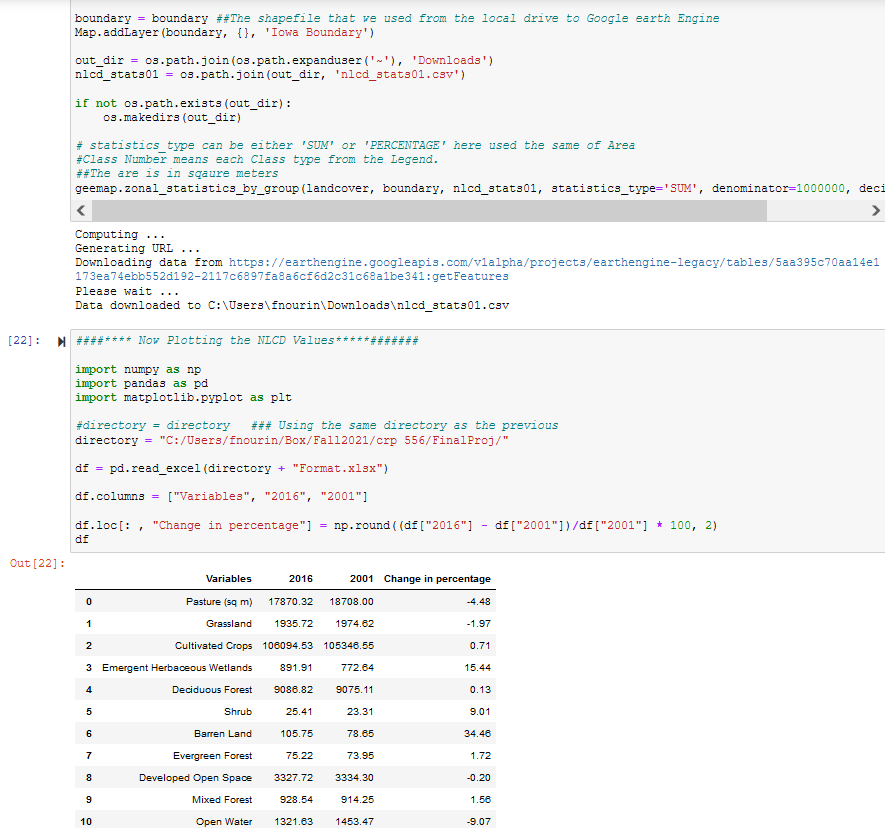 boundary = boundary ##The shapefile that we used from the local drive to Google earth Engine
Map.addLayer(boundary, {}, 'Iowa Boundary')
out_dir = os.path.join(os.path.expanduser('~'), 'Downloads')
nlcd_stats01 = os.path.join(out_dir, 'nlcd_stats01.csv')
if not os.path.exists(out_dir):
    os.makedirs(out_dir)
# statistics_type can be either 'SUM' or 'PERCENTAGE' here used the same of Area
#Class Number means each Class type from the Legend.
##The are is in sqaure meters
geemap.zonal_statistics_by_group(landcover, boundary, nlcd_stats01, statistics_type='SUM', denominator=1000000, deci
Computing ...
Generating URL ...
Downloading data from https://earthengine.googleapis.com/v1alpha/projects/earthengine-legacy/tables/5aa395c70aa14e1
173ea74ebb552d192-2117c6897fa8a6cf6d2c31c68a1be341:getFeatures
Please wait ...
Data downloaded to C:\Users\fnourin\Downloads\nlcd_stats01.csv
[22]: ####**** Now Plotting the NLCD Values*****#######
import numpy as np
import pandas as pd
import matplotlib.pyplot as plt
#directory = directory   ### Using the same directory as the previous
directory = "C:/Users/fnourin/Box/Fall2021/crp 556/FinalProj/"
df = pd.read_excel(directory + "Format.xlsx")
df.columns = ["Variables", "2016", "2001"]
df.loc[: , "Change in percentage"] = np.round((df["2016"] - df["2001"])/df["2001"] * 100, 2)
df
Out[22]:
Variables 2016 2001 Change in percentage
0 Pasture (sq m) 17870.32 18708.00 -4.48
1 Grassland 1935.72 1974.62 -1.97
2 Cultivated Crops 106094.53 105346.55 0.71
3 Emergent Herbaceous Wetlands 891.91 772.64 15.44
4 Deciduous Forest 9086.82 9075.11 0.13
5 Shrub 25.41 23.31 9.01
6 Barren Land 105.75 78.65 34.46
7 Evergreen Forest 75.22 73.95 1.72
8 Developed Open Space 3327.72 3334.30 -0.20
9 Mixed Forest 928.54 914.25 1.56
10 Open Water 1321.63 1453.47 -9.07